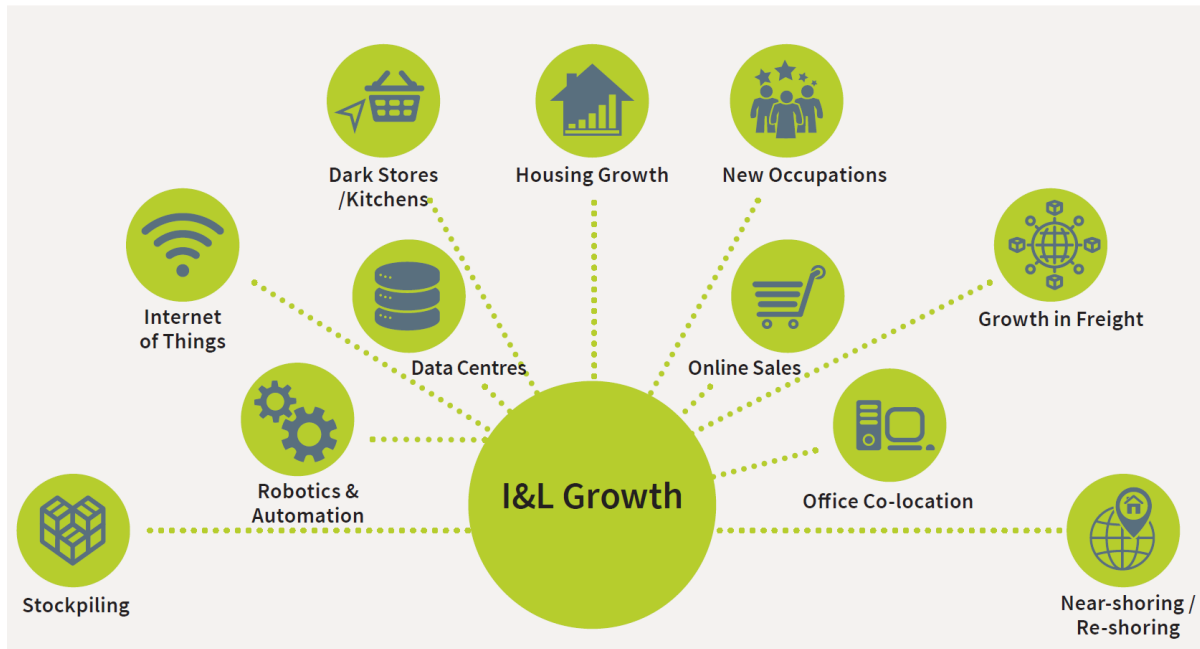 Dark Stores
/Kitchens
Housing Growth
New Occupations
Internet
of Things
Growth in Freight
Data Centres
Online Sales
Robotics &
Automation
I&L Growth
Office Co-location
Stockpiling
Near-shoring /
Re-shoring